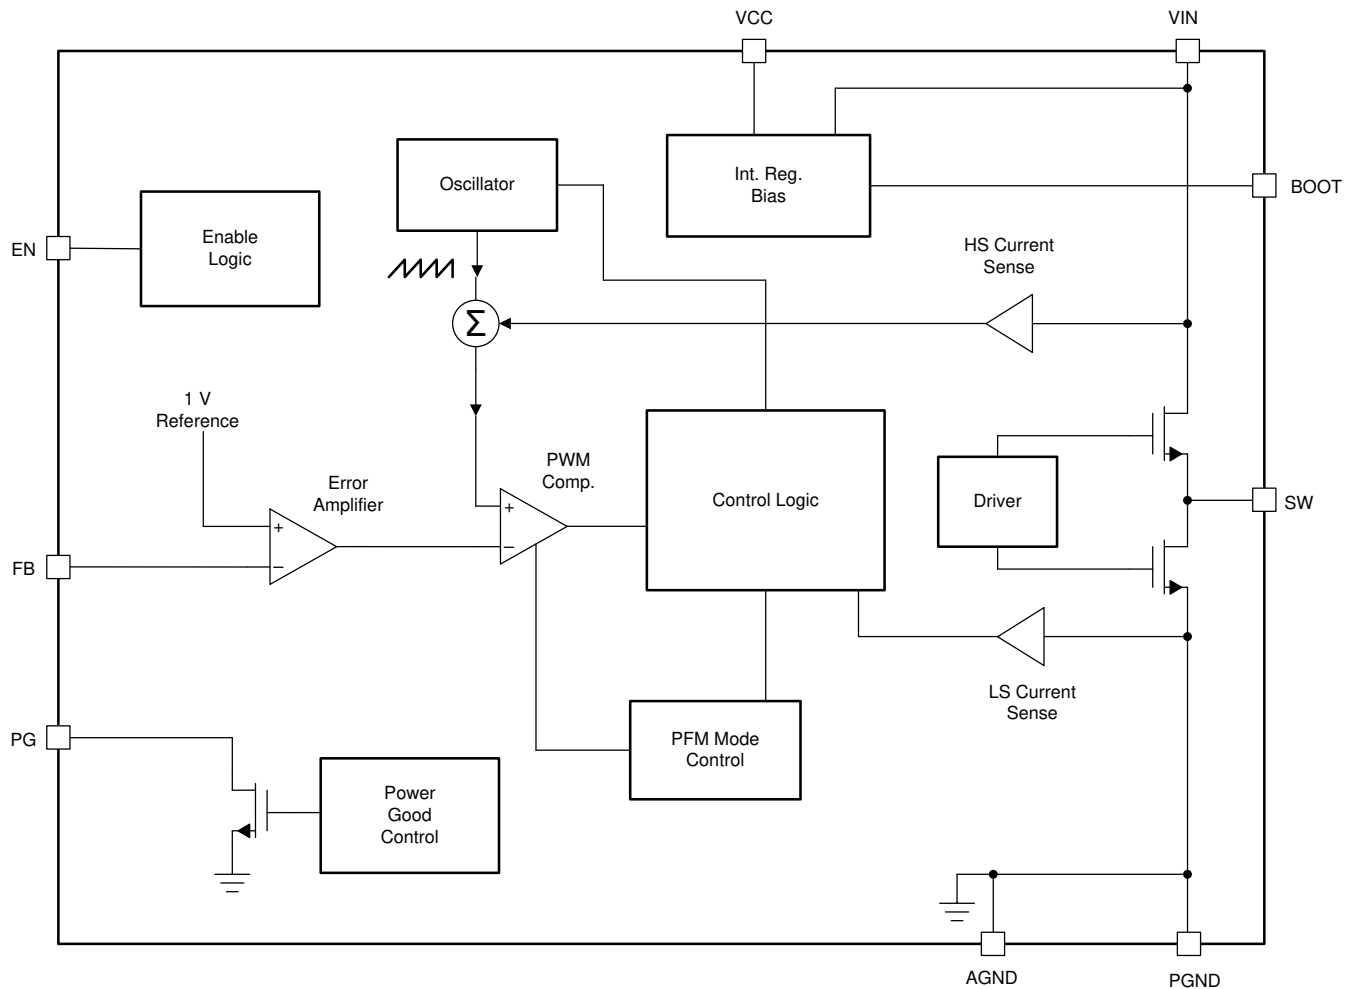 VCC
VIN
Oscillator
Int. Reg.
Bias
BOOT
EN
Enable
Logic
HS Current
Sense
Σ
1 V
Reference
Error
Amplifier
PWM
Comp.
+
−
+
−
Control Logic
Driver
SW
FB
LS Current
Sense
PG
PFM Mode
Control
Power
Good
Control
AGND
PGND